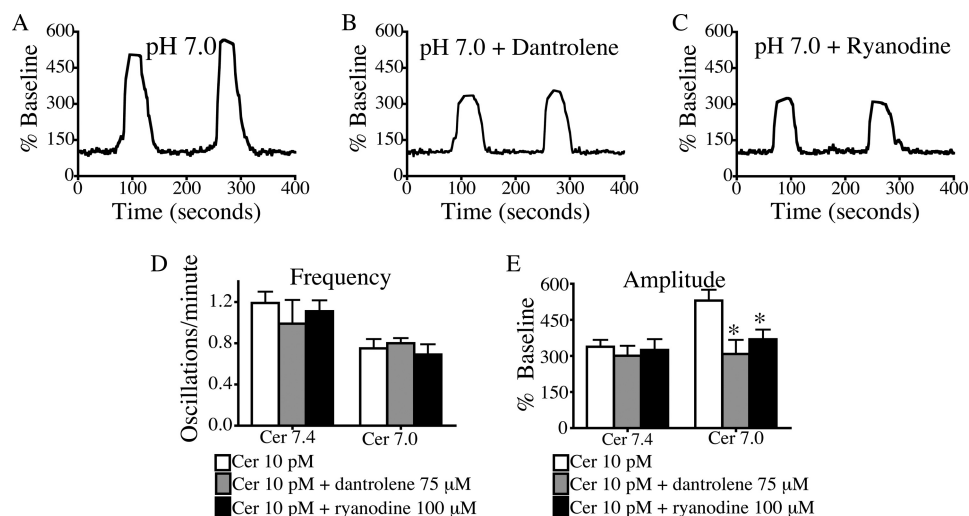 A
600
450
300
150
0
% Baseline
pH 7.0
0 100 200 300 400
Time (seconds)
B
600
450
300
150
0
% Baseline
pH 7.0 + Dantrolene
0 100 200 300 400
Time (seconds)
C
600
450
300
150
0
% Baseline
pH 7.0 + Ryanodine
0 100 200 300 400
Time (seconds)
D
Frequency
Oscillations/minute
1.2
0.8
0.4
0.0
Cer 7.4 Cer 7.0
Cer 10 pM
Cer 10 pM + dantrolene 75 μM
Cer 10 pM + ryanodine 100 μM
E
Amplitude
% Baseline
600
450
300
150
0
* *
Cer 7.4 Cer 7.0
Cer 10 pM
Cer 10 pM + dantrolene 75 μM
Cer 10 pM + ryanodine 100 μM